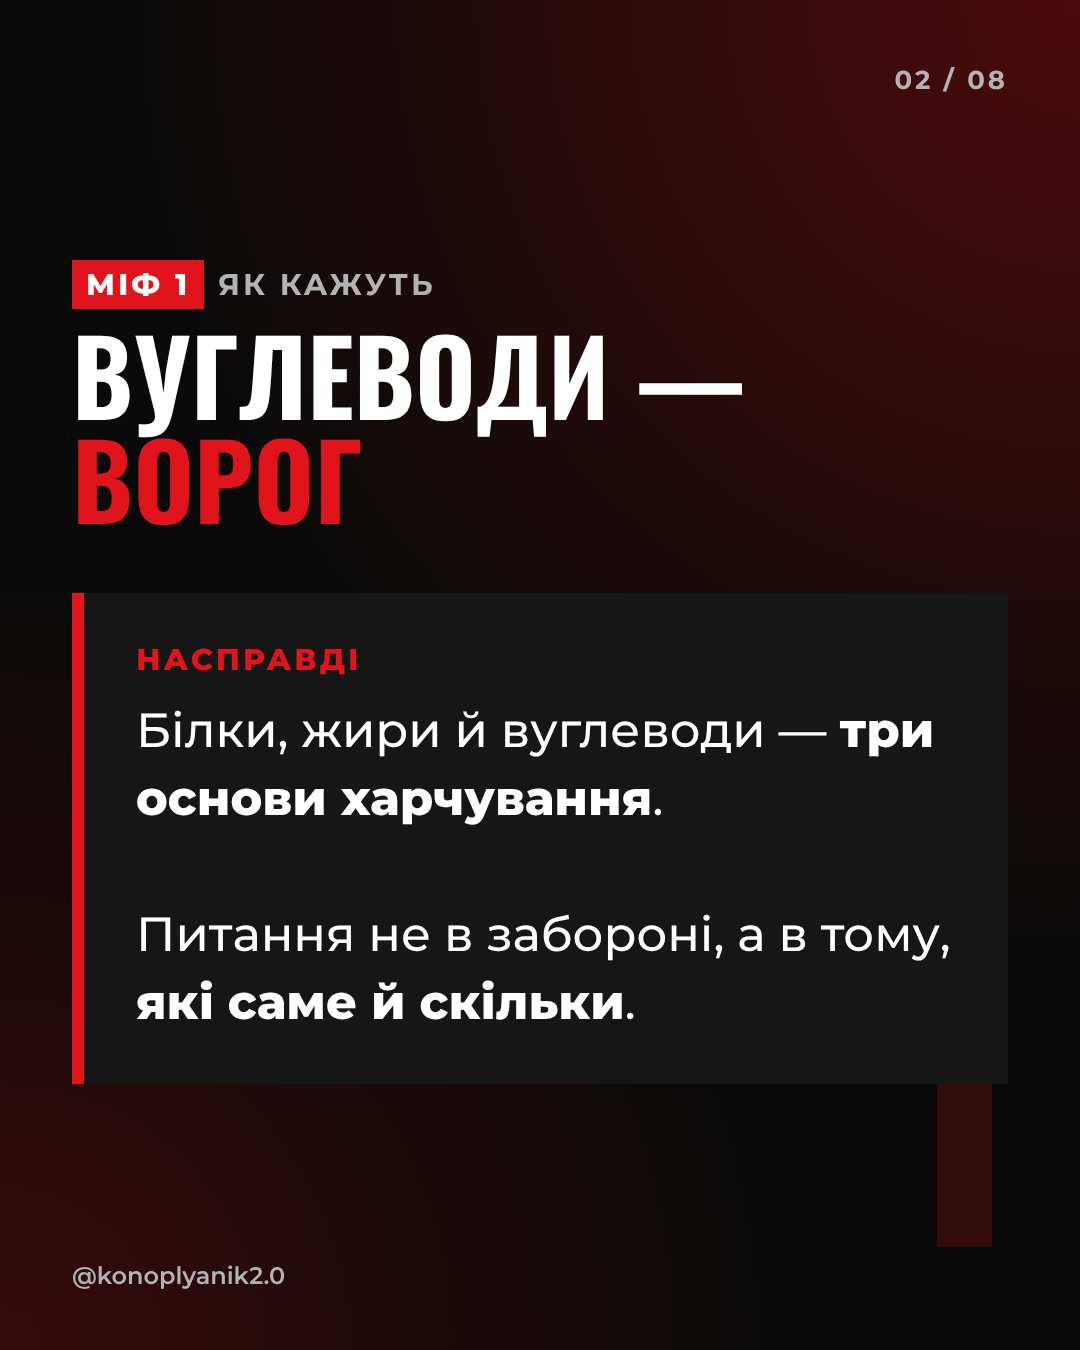 02 / 08
МІФ 1 ЯК КАЖУТЬ
ВУГЛЕВОДИ —
ВОРОГ
НАСПРАВДІ
Білки, жири й вуглеводи — три
основи харчування.
Питання не в забороні, а в тому,
які саме й скільки.
@konoplyanik2.0